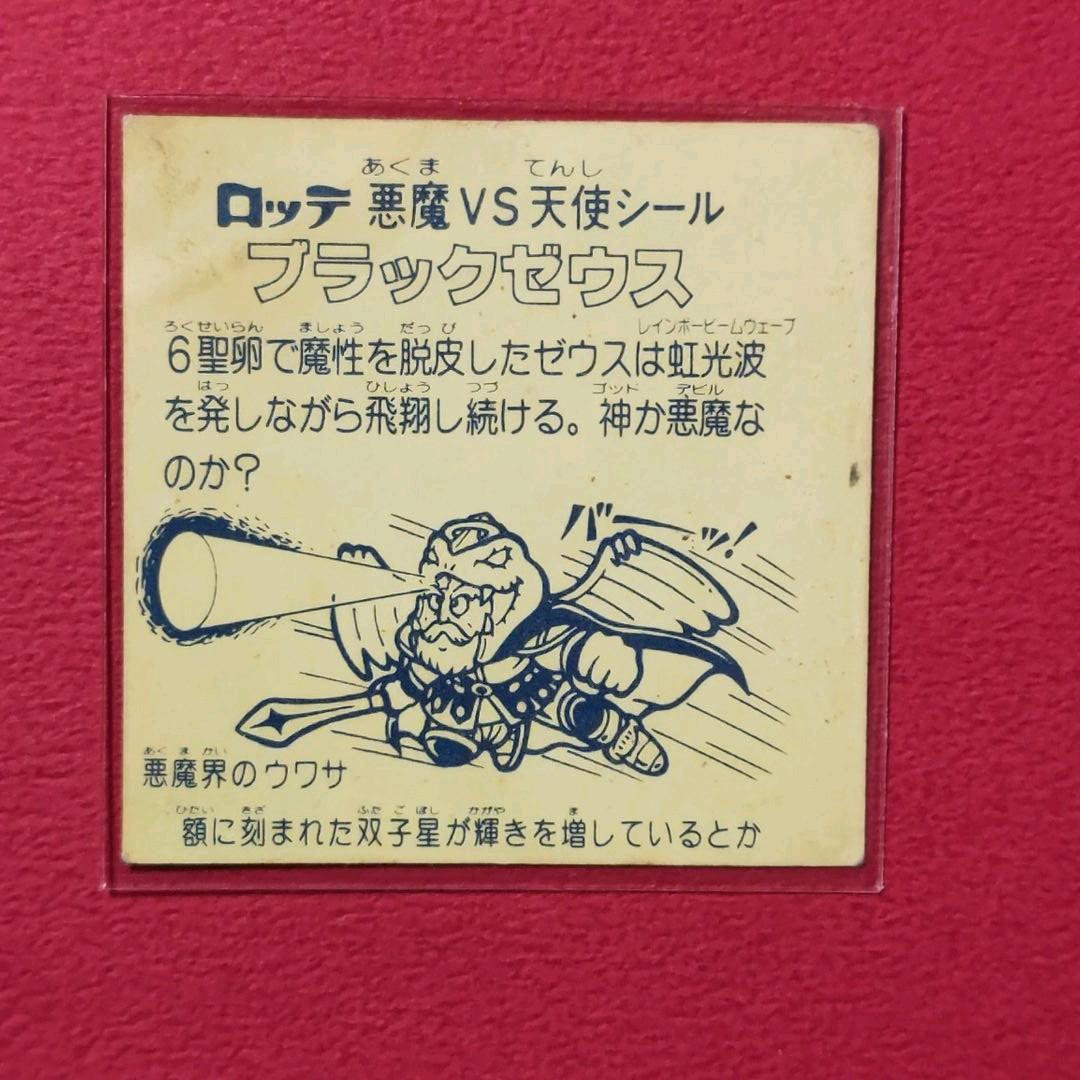 あくま てんし
ロッテ 悪魔VS天使シール
ブラックゼウス
ろくせいらん ましょう だっぴ レインボービームウェーブ
6聖卵で魔性を脱皮したゼウスは虹光波
はっ ひしょう つづ ゴッド デビル
を発しながら飛翔し続ける。神か悪魔な
のか?
バッ!
あくまかい
悪魔界のウワサ
ひたい きざ ふたごぼし かがや ま
額に刻まれた双子星が輝きを増しているとか